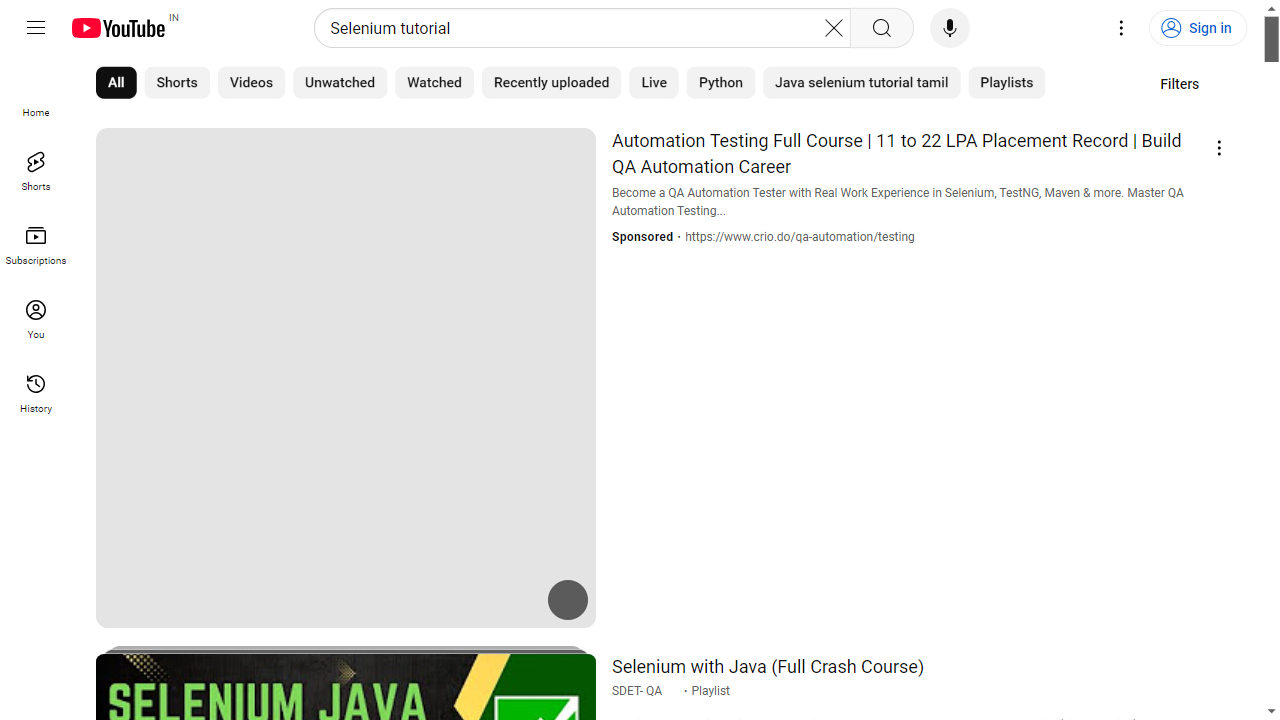 YouTube IN
Selenium tutorial
Sign in
All
Shorts
Videos
Unwatched
Watched
Recently uploaded
Live
Python
Java selenium tutorial tamil
Playlists
Filters
Home
Shorts
Subscriptions
You
History
Automation Testing Full Course | 11 to 22 LPA Placement Record | Build
QA Automation Career
Become a QA Automation Tester with Real Work Experience in Selenium, TestNG, Maven & more. Master QA
Automation Testing...
Sponsored · https://www.crio.do/qa-automation/testing
SELENIUM JAVA
Selenium with Java (Full Crash Course)
SDET- QA · Playlist